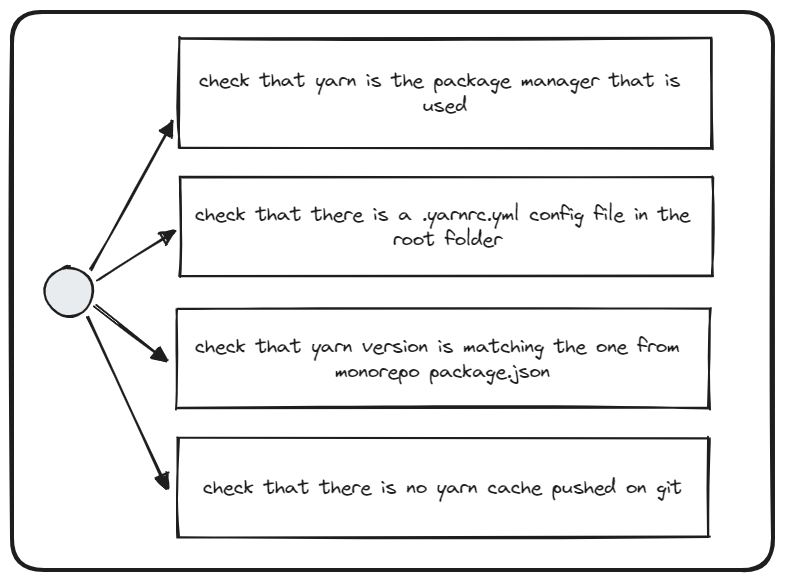 check that yarn is the package manager that is
used
check that there is a .yarnrc.yml config file in the
root folder
check that yarn version is matching the one from
monorepo package.json
check that there is no yarn cache pushed on git